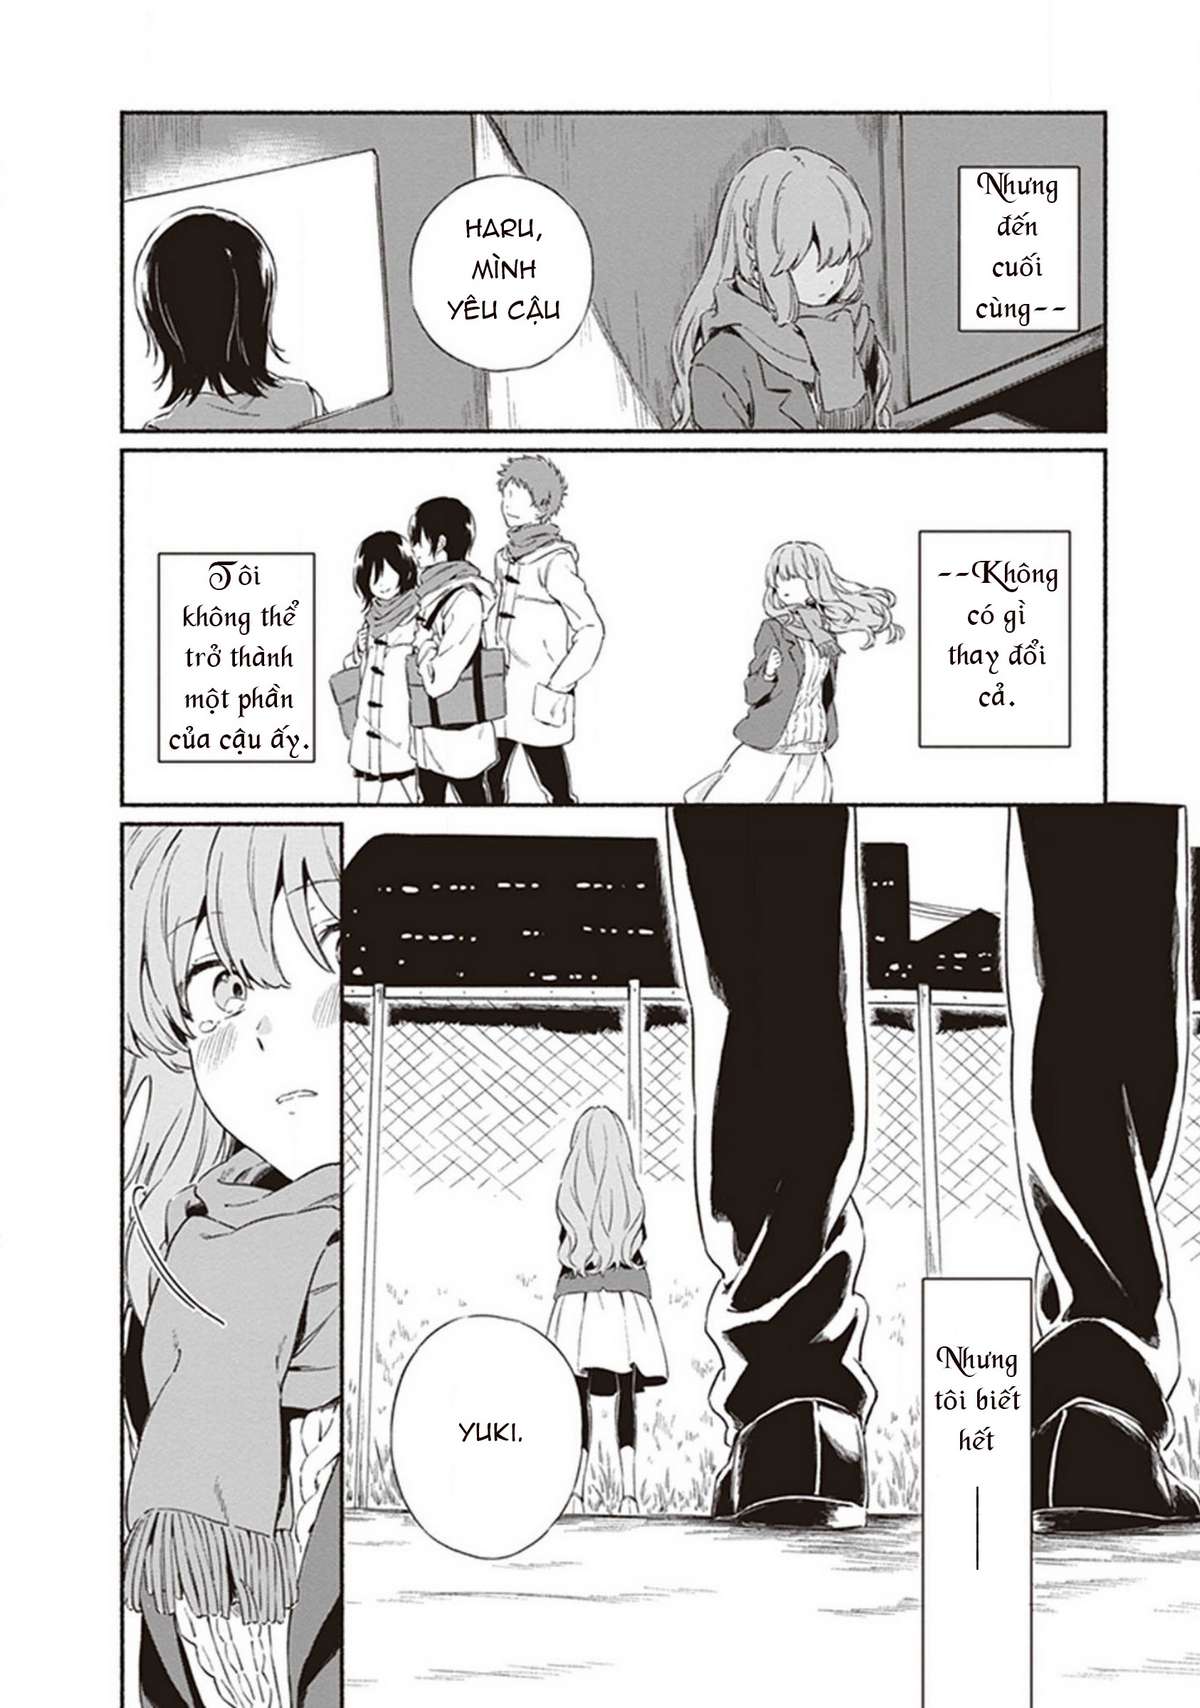 Nhưng
đến
cuối
cùng--
HARU,
MÌNH
YÊU CẬU
--Không
có gì
thay đổi
cả.
Tôi
không thể
trở thành
một phần
của cậu ấy.
Nhưng
tôi biết
hết
—
YUKI.